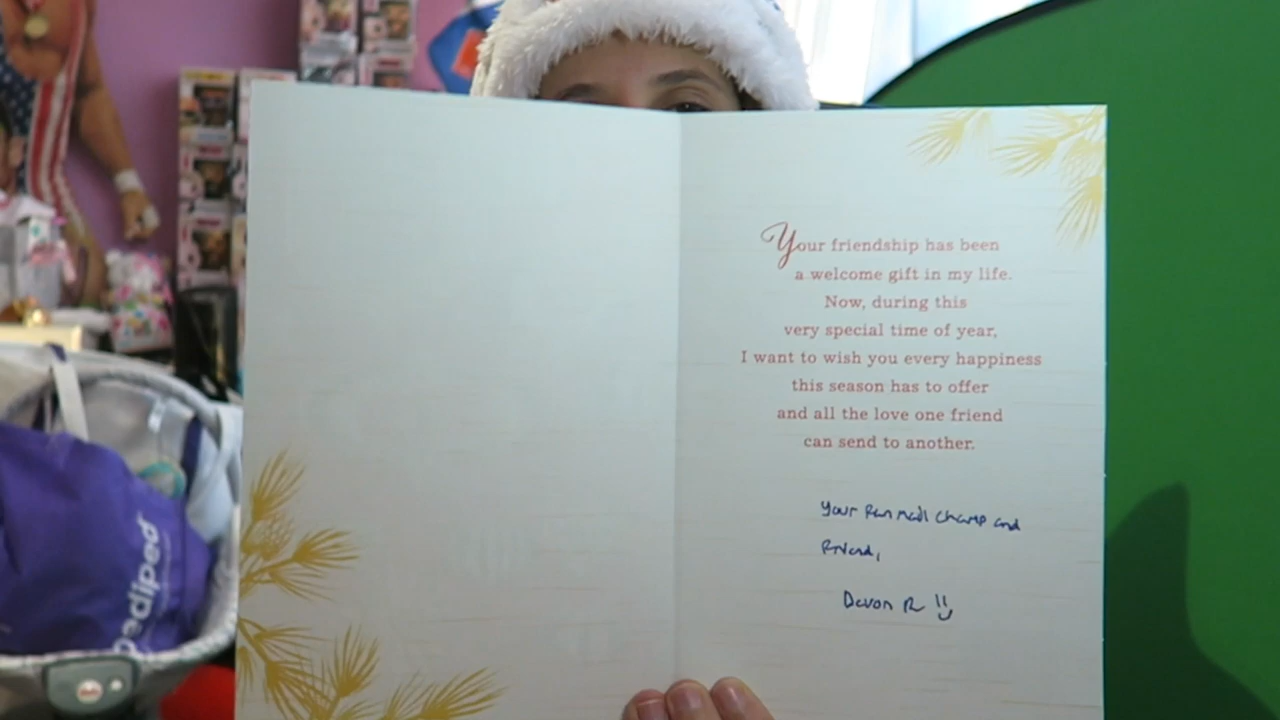 Your friendship has been
a welcome gift in my life.
Now, during this
very special time of year,
I want to wish you every happiness
this season has to offer
and all the love one friend
can send to another.
Your Fan mail Champ and
Friend,
Devon R !!
pediped